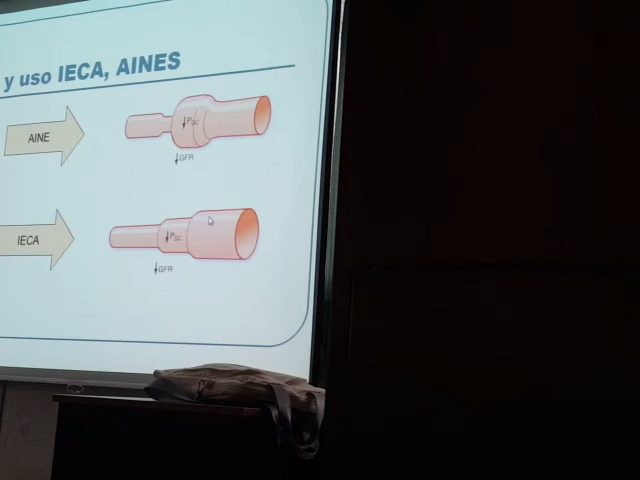 y uso IECA, AINES
AINE
↓PGC
↓GFR
IECA
↓PGC
↓GFR